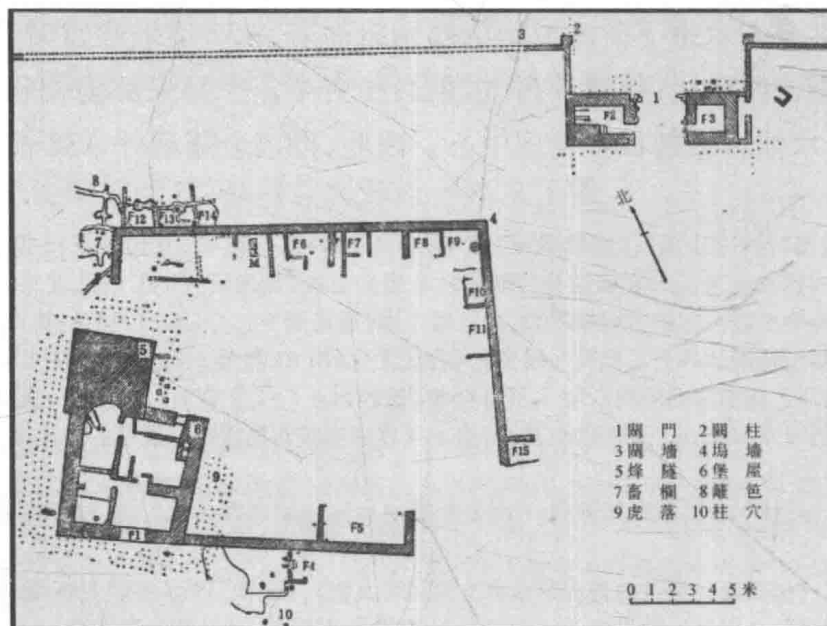 3
2
1
F2
F3
8
F12 F13 F14
北
4
7
F6 F7 F8 F9
F10
F11
5
6
F15
1 關 門 2 闕 柱
3 關 墻 4 塢 墻
5 烽 隧 6 堡 屋
7 畜 欄 8 籬 笆
9 虎 落 10 柱 穴
9
F5
F1
F4
10
0 1 2 3 4 5 米